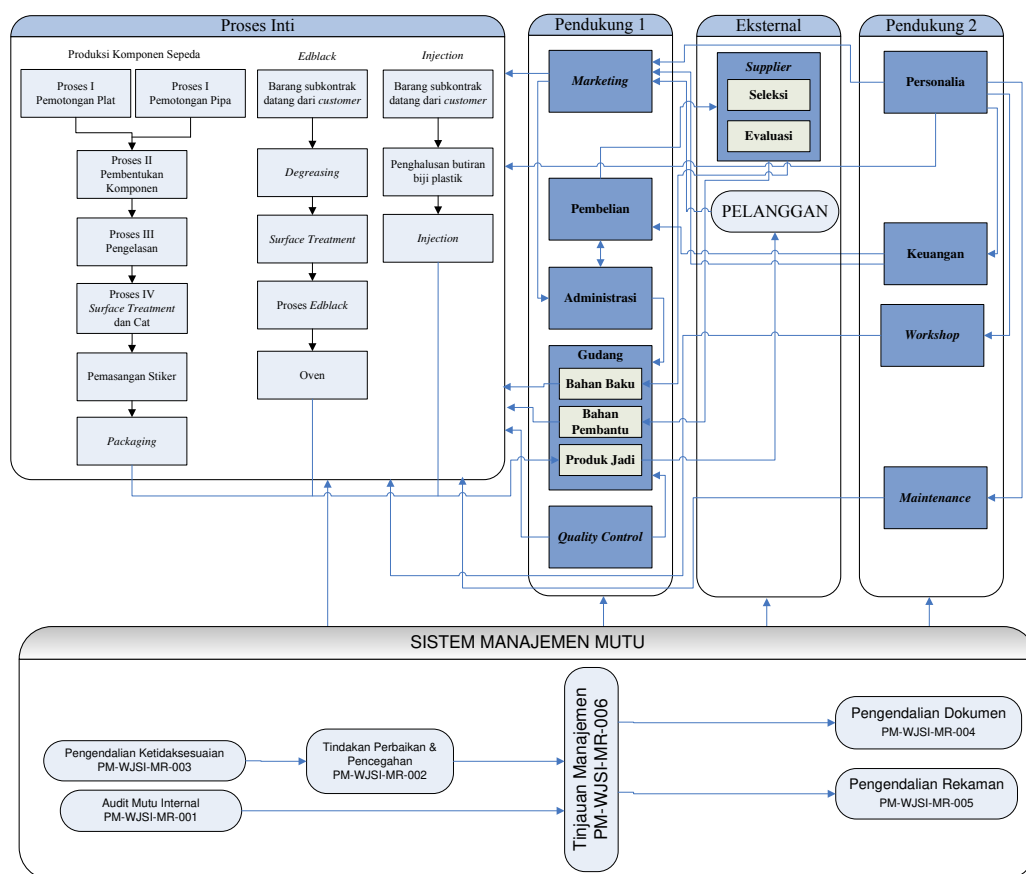 Proses Inti
Produksi Komponen Sepeda
Proses I
Pemotongan Plat
Proses I
Pemotongan Pipa
Proses II
Pembentukan
Komponen
Proses III
Pengelasan
Proses IV
Surface Treatment
dan Cat
Pemasangan Stiker
Packaging
Edblack
Barang subkontrak
datang dari customer
Degreasing
Surface Treatment
Proses Edblack
Oven
Injection
Barang subkontrak
datang dari customer
Penghalusan butiran
biji plastik
Injection
Pendukung 1
Marketing
Pembelian
Administrasi
Gudang
Bahan Baku
Bahan
Pembantu
Produk Jadi
Quality Control
Eksternal
Supplier
Seleksi
Evaluasi
PELANGGAN
Pendukung 2
Personalia
Keuangan
Workshop
Maintenance
SISTEM MANAJEMEN MUTU
Pengendalian Ketidaksesuaian
PM-WJSI-MR-003
Audit Mutu Internal
PM-WJSI-MR-001
Tindakan Perbaikan &
Pencegahan
PM-WJSI-MR-002
Tinjauan Manajemen
PM-WJSI-MR-006
Pengendalian Dokumen
PM-WJSI-MR-004
Pengendalian Rekaman
PM-WJSI-MR-005